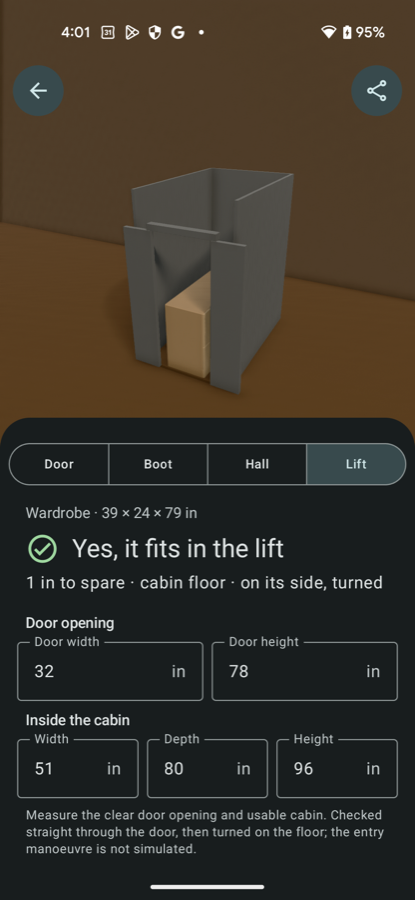 4:01 31 G 95%
Door Boot Hall Lift
Wardrobe · 39 × 24 × 79 in
Yes, it fits in the lift
1 in to spare · cabin floor · on its side, turned
Door opening
Door width Door height
32 in 78 in
Inside the cabin
Width Depth Height
51 in 80 in 96 in
Measure the clear door opening and usable cabin. Checked
straight through the door, then turned on the floor; the entry
manoeuvre is not simulated.